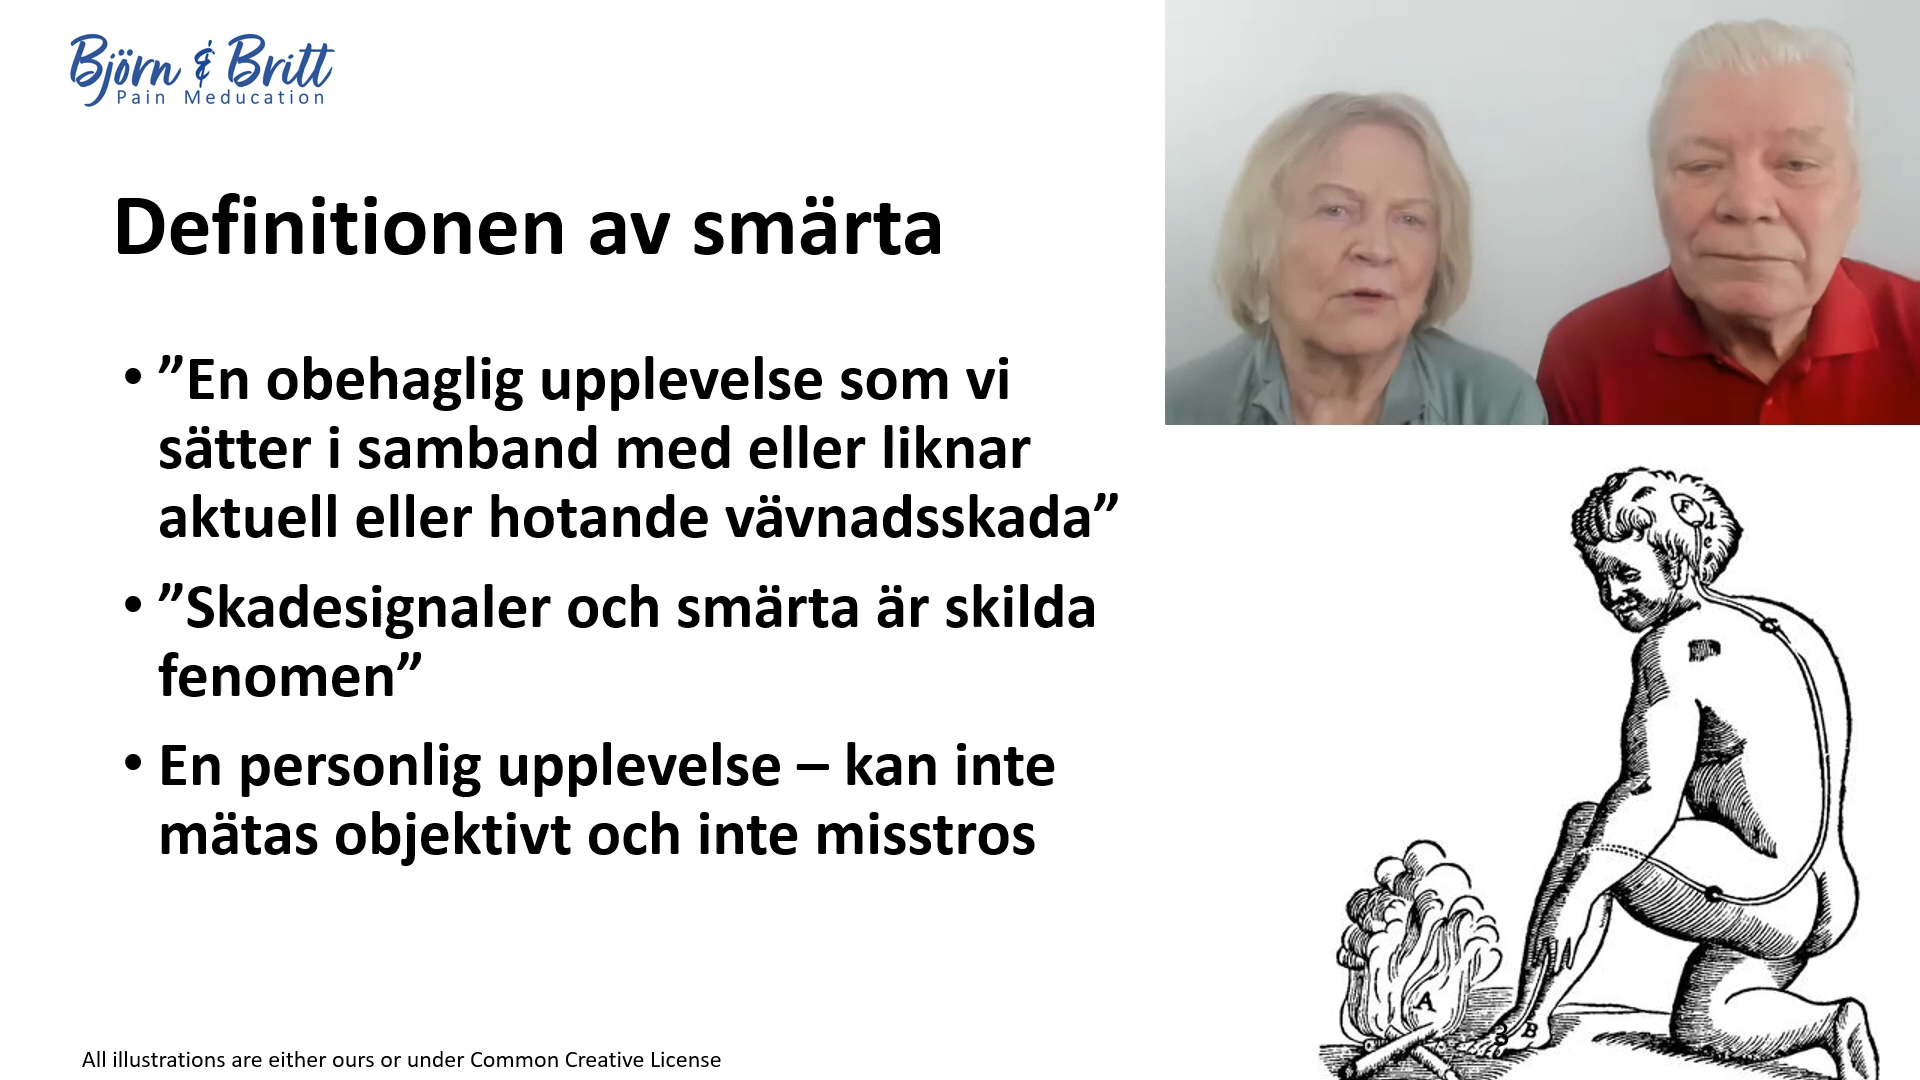 Björn & Britt
Pain Meducation
Definitionen av smärta
• ”En obehaglig upplevelse som vi
sätter i samband med eller liknar
aktuell eller hotande vävnadsskada”
• ”Skadesignaler och smärta är skilda
fenomen”
• En personlig upplevelse – kan inte
mätas objektivt och inte misstros
F
d
e
c
A
B
All illustrations are either ours or under Common Creative License